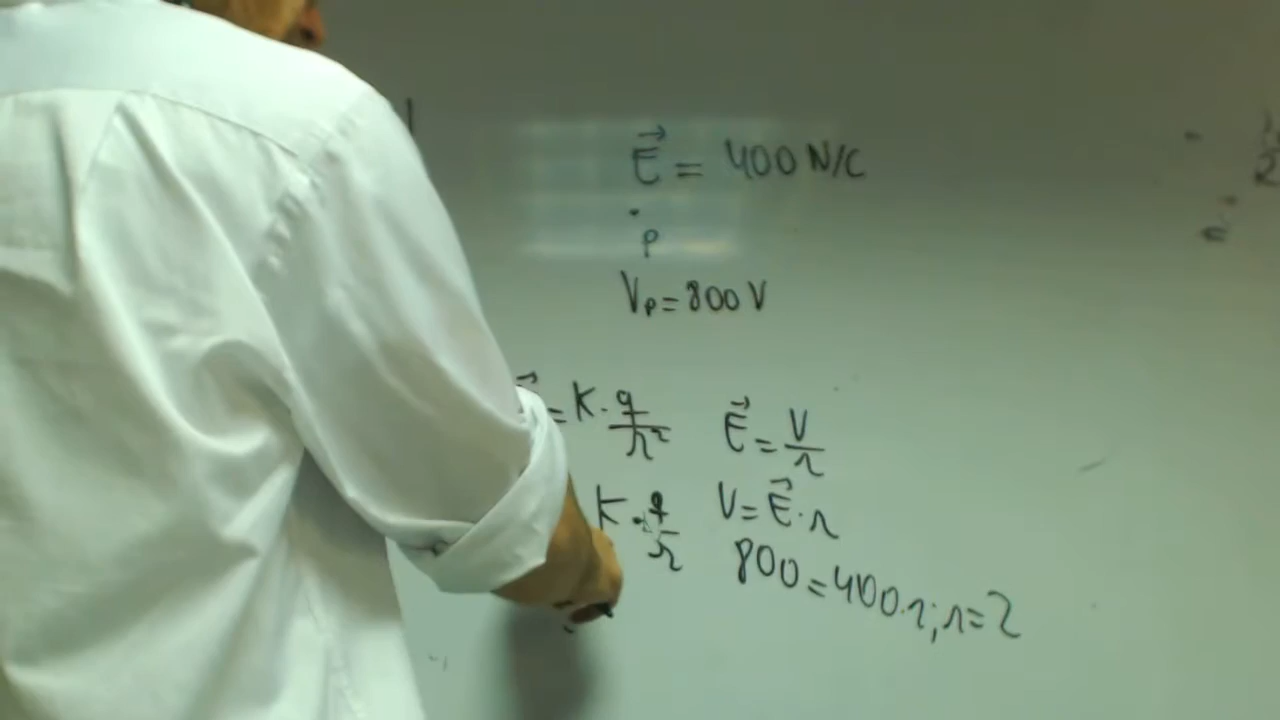 E⃗ = 400 N/C
P
Vₚ = 800 V
= K · q/r²
E⃗ = V/r
K · q/r
V = E⃗ · r
800 = 400 · r; r = 2